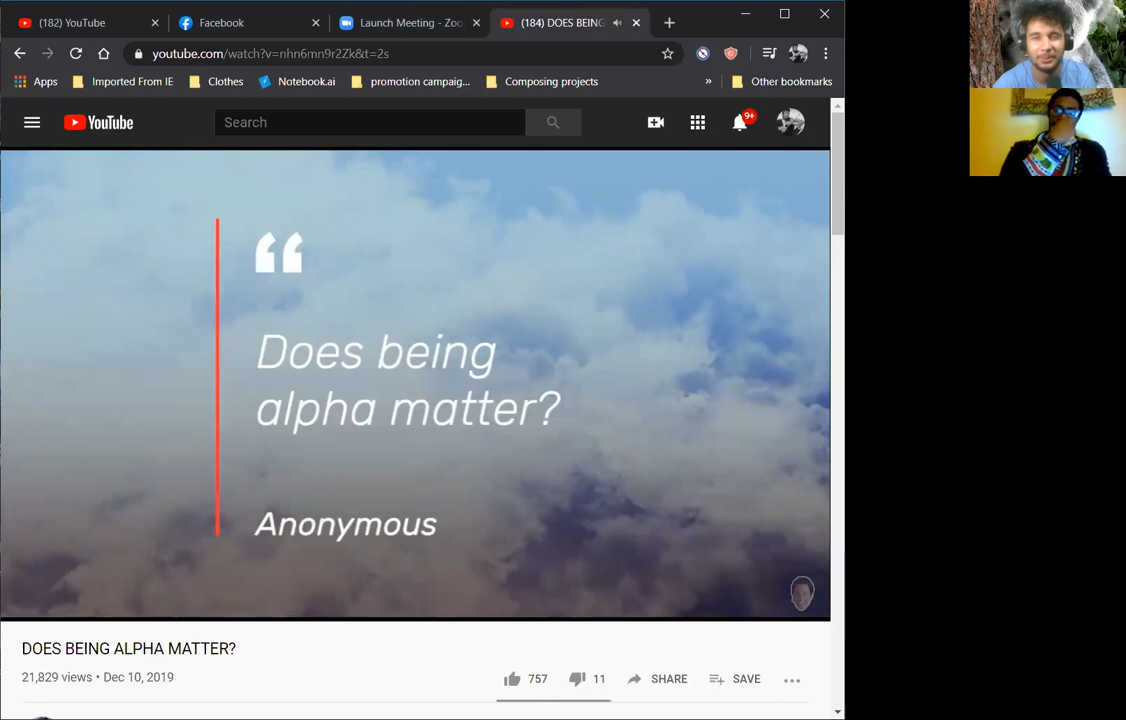 (182) YouTube
Facebook
Launch Meeting - Zoo
(184) DOES BEING
youtube.com/watch?v=nhn6mn9r2Zk&t=2s
Apps
Imported From IE
Clothes
Notebook.ai
promotion campaig...
Composing projects
»
Other bookmarks
YouTube
Search
9+
“
Does being
alpha matter?
Anonymous
DOES BEING ALPHA MATTER?
21,829 views • Dec 10, 2019
757
11
SHARE
SAVE